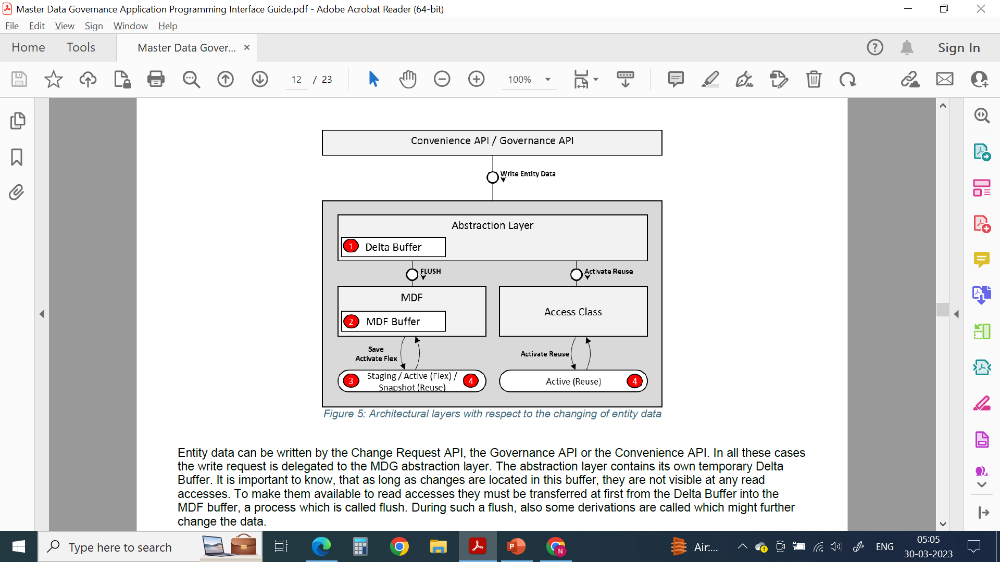 Master Data Governance Application Programming Interface Guide.pdf - Adobe Acrobat Reader (64-bit)
File Edit View Sign Window Help
Home Tools Master Data Gover... × Sign In
12 / 23 100%
Convenience API / Governance API
Write Entity Data
Abstraction Layer
1 Delta Buffer
FLUSH Activate Reuse
MDF
Access Class
2 MDF Buffer
Save
Activate Flex
Activate Reuse
3 Staging / Active (Flex) / 4
Snapshot (Reuse)
Active (Reuse) 4
Figure 5: Architectural layers with respect to the changing of entity data
Entity data can be written by the Change Request API, the Governance API or the Convenience API. In all these cases
the write request is delegated to the MDG abstraction layer. The abstraction layer contains its own temporary Delta
Buffer. It is important to know, that as long as changes are located in this buffer, they are not visible at any read
accesses. To make them available to read accesses they must be transferred at first from the Delta Buffer into the
MDF buffer, a process which is called flush. During such a flush, also some derivations are called which might further
change the data.
Type here to search
Air:...
ENG
05:05
30-03-2023